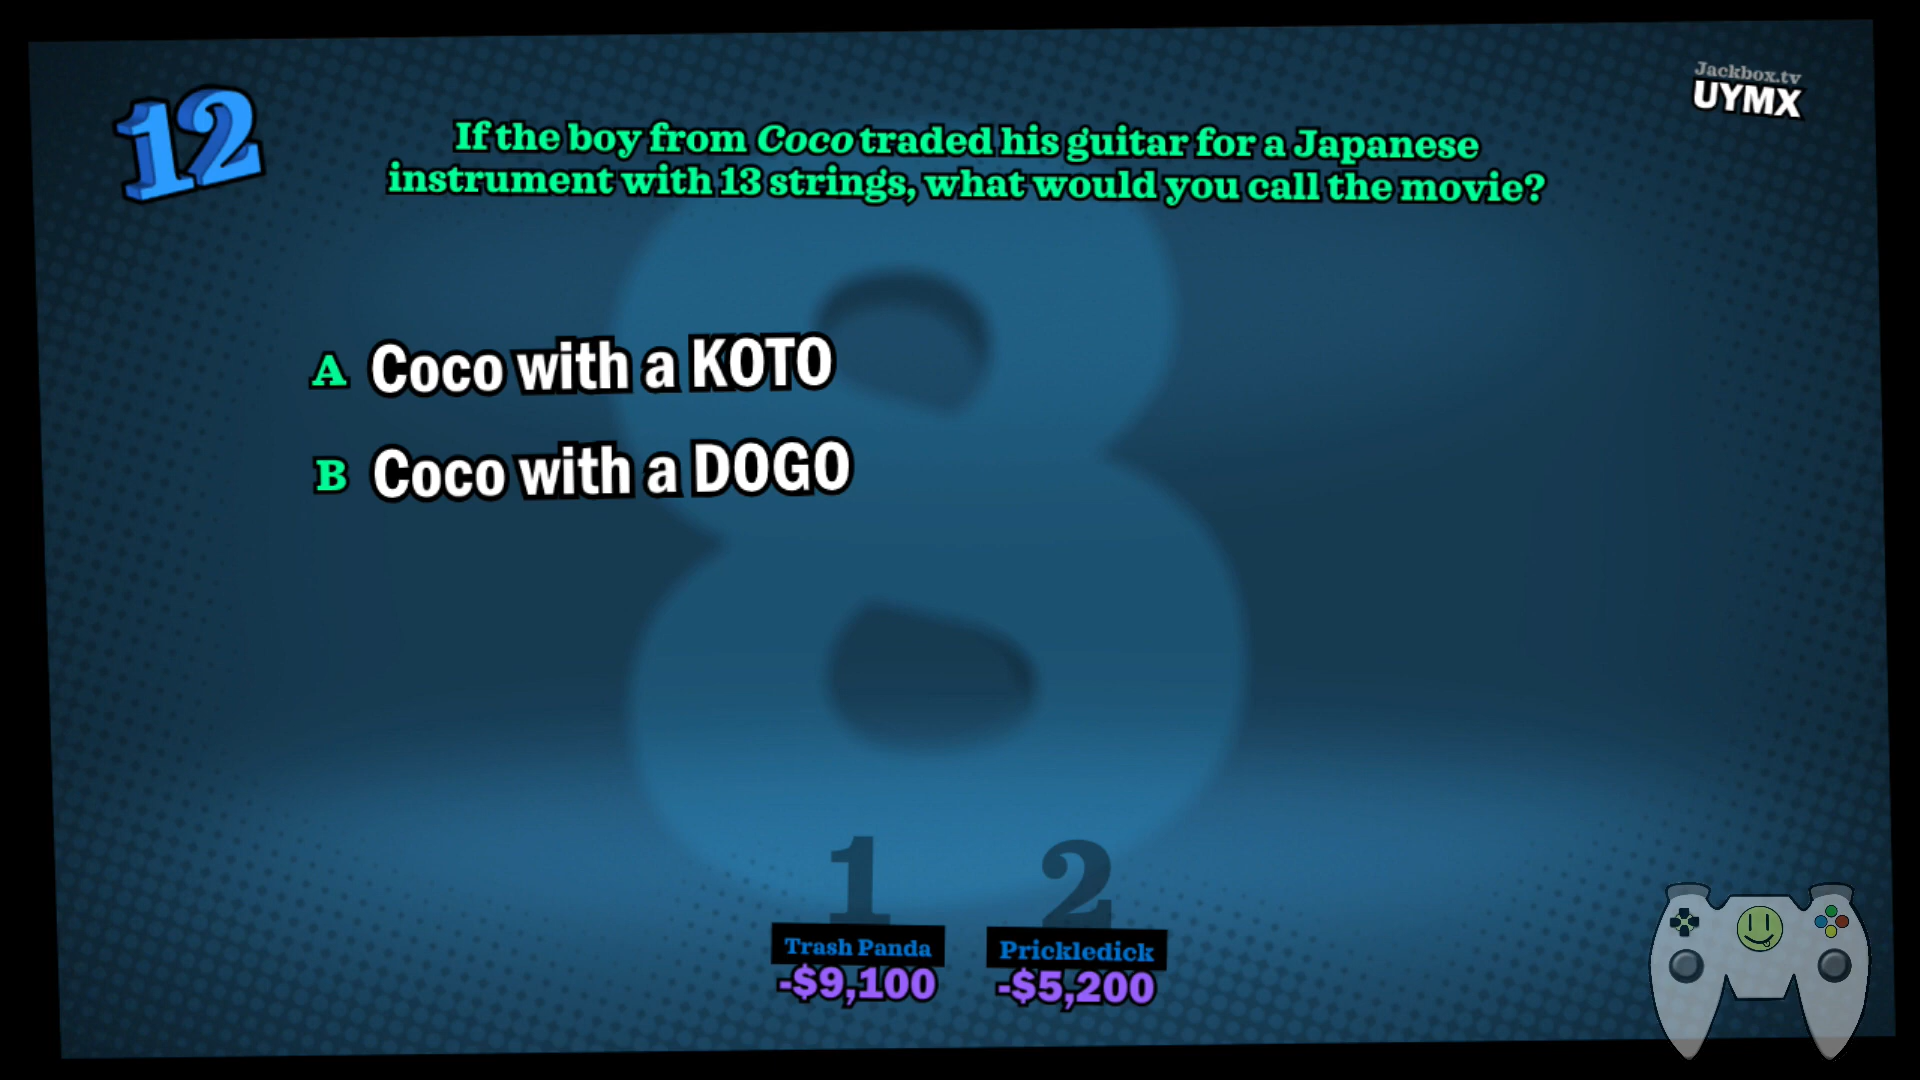 12
Jackbox.tv
UYMX
If the boy from Coco traded his guitar for a Japanese
instrument with 13 strings, what would you call the movie?
8
A Coco with a KOTO
B Coco with a DOGO
1 2
Trash Panda Prickledick
-$9,100 -$5,200